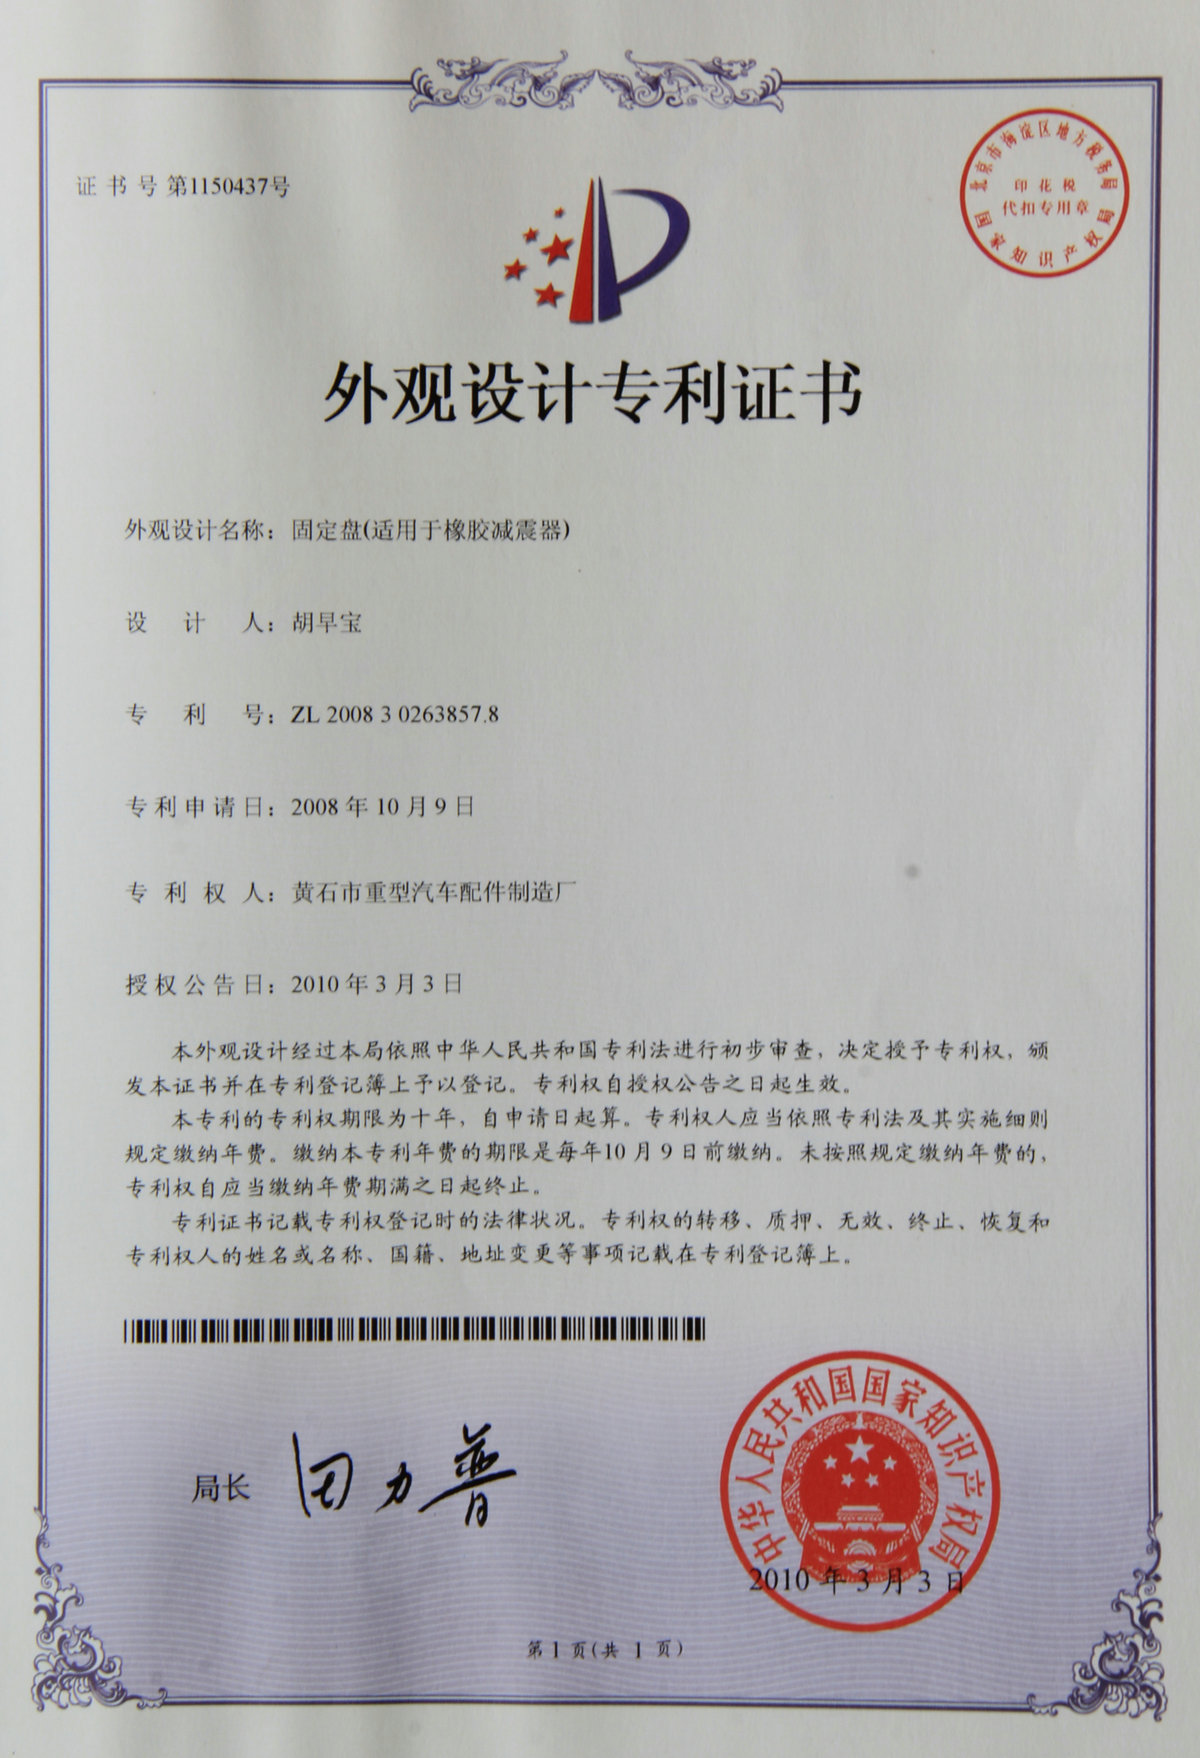 证书号第1150437号
北京市海淀区地方税务局
印花税
代扣专用章
国家知识产权局
外观设计专利证书
外观设计名称：固定盘(适用于橡胶减震器)
设计人：胡早宝
专利号：ZL 2008 3 0263857.8
专利申请日：2008年10月9日
专利权人：黄石市重型汽车配件制造厂
授权公告日：2010年3月3日
本外观设计经过本局依照中华人民共和国专利法进行初步审查，决定授予专利权，颁
发本证书并在专利登记簿上予以登记。专利权自授权公告之日起生效。
本专利的专利权期限为十年，自申请日起算。专利权人应当依照专利法及其实施细则
规定缴纳年费。缴纳本专利年费的期限是每年10月9日前缴纳。未按照规定缴纳年费的，
专利权自应当缴纳年费期满之日起终止。
专利证书记载专利权登记时的法律状况。专利权的转移、质押、无效、终止、恢复和
专利权人的姓名或名称、国籍、地址变更等事项记载在专利登记簿上。
局长 田力普
中华人民共和国国家知识产权局
2010年3月3日
第1页(共1页)